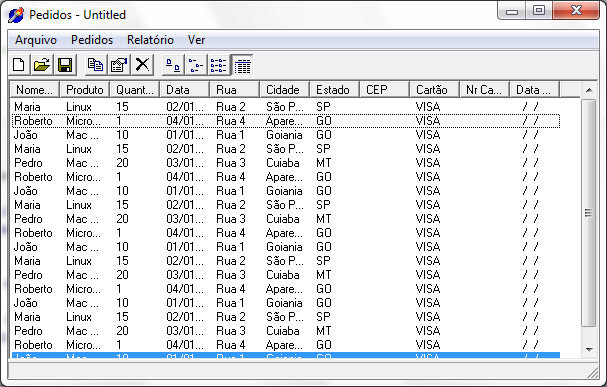 Pedidos - Untitled
Arquivo Pedidos Relatório Ver
Nome... Produto Quant... Data Rua Cidade Estado CEP Cartão Nr Ca... Data ...
Maria Linux 15 02/01... Rua 2 São P... SP VISA / /
Roberto Micro... 1 04/01... Rua 4 Apare... GO VISA / /
João Mac ... 10 01/01... Rua 1 Goiania GO VISA / /
Maria Linux 15 02/01... Rua 2 São P... SP VISA / /
Pedro Mac ... 20 03/01... Rua 3 Cuiaba MT VISA / /
Roberto Micro... 1 04/01... Rua 4 Apare... GO VISA / /
João Mac ... 10 01/01... Rua 1 Goiania GO VISA / /
Maria Linux 15 02/01... Rua 2 São P... SP VISA / /
Pedro Mac ... 20 03/01... Rua 3 Cuiaba MT VISA / /
Roberto Micro... 1 04/01... Rua 4 Apare... GO VISA / /
João Mac ... 10 01/01... Rua 1 Goiania GO VISA / /
Maria Linux 15 02/01... Rua 2 São P... SP VISA / /
Pedro Mac ... 20 03/01... Rua 3 Cuiaba MT VISA / /
Roberto Micro... 1 04/01... Rua 4 Apare... GO VISA / /
João Mac ... 10 01/01... Rua 1 Goiania GO VISA / /
Maria Linux 15 02/01... Rua 2 São P... SP VISA / /
Pedro Mac ... 20 03/01... Rua 3 Cuiaba MT VISA / /
Roberto Micro... 1 04/01... Rua 4 Apare... GO VISA / /
João Mac ... 10 01/01... Rua 1 Goiania GO VISA / /